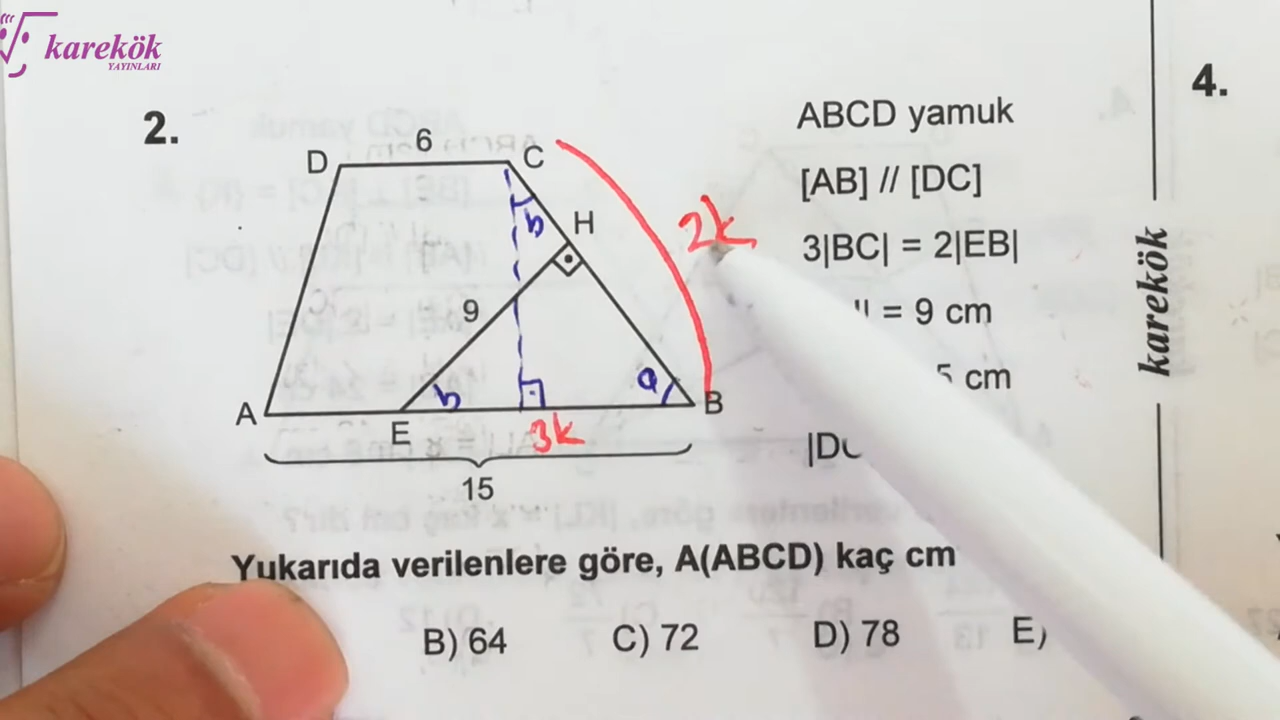 karekök
YAYINLARI
2.
D
6
C
b
H
9
b
a
A
E
3k
B
2k
15
ABCD yamuk
[AB] // [DC]
3|BC| = 2|EB|
= 9 cm
5 cm
Yukarıda verilenlere göre, A(ABCD) kaç cm
B) 64 C) 72 D) 78 E)
karekök
4.